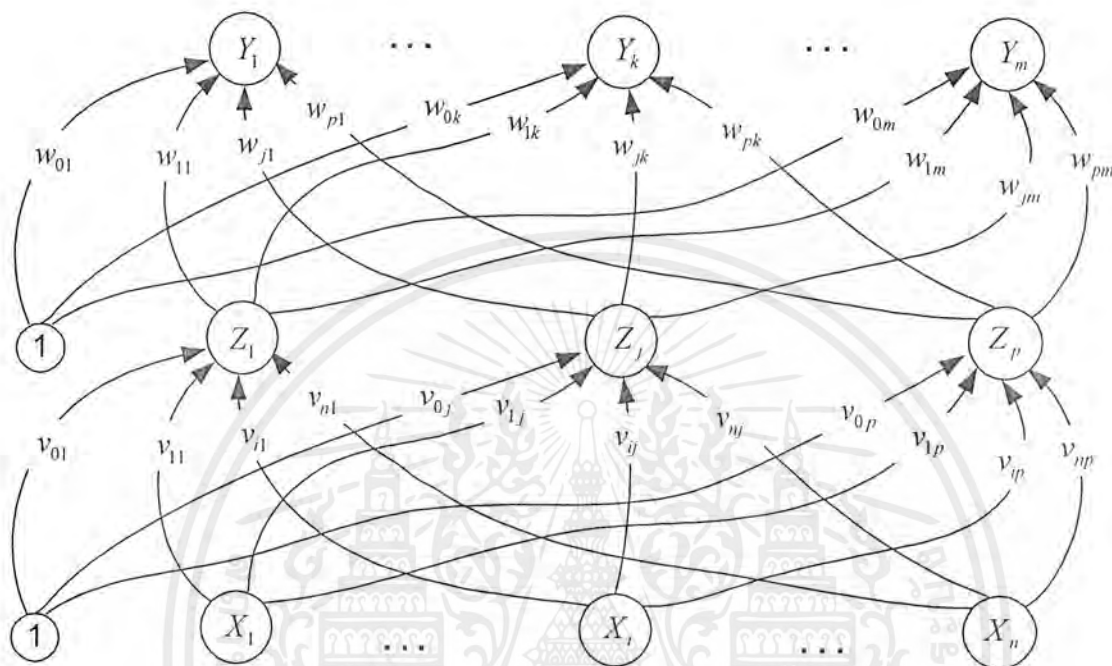 Y₁ ... Yₖ ... Yₘ
w₀₁ w₁₁ wⱼ₁ wₚ₁ w₀ₖ w₁ₖ wⱼₖ wₚₖ w₀ₘ w₁ₘ wⱼₘ wₚₘ
1 Z₁ Zⱼ Zₚ
v₀₁ v₁₁ vᵢ₁ vₙ₁ v₀ⱼ v₁ⱼ vᵢⱼ vₙⱼ v₀ₚ v₁ₚ vᵢₚ vₙₚ
1 X₁ ... Xᵢ ... Xₙ